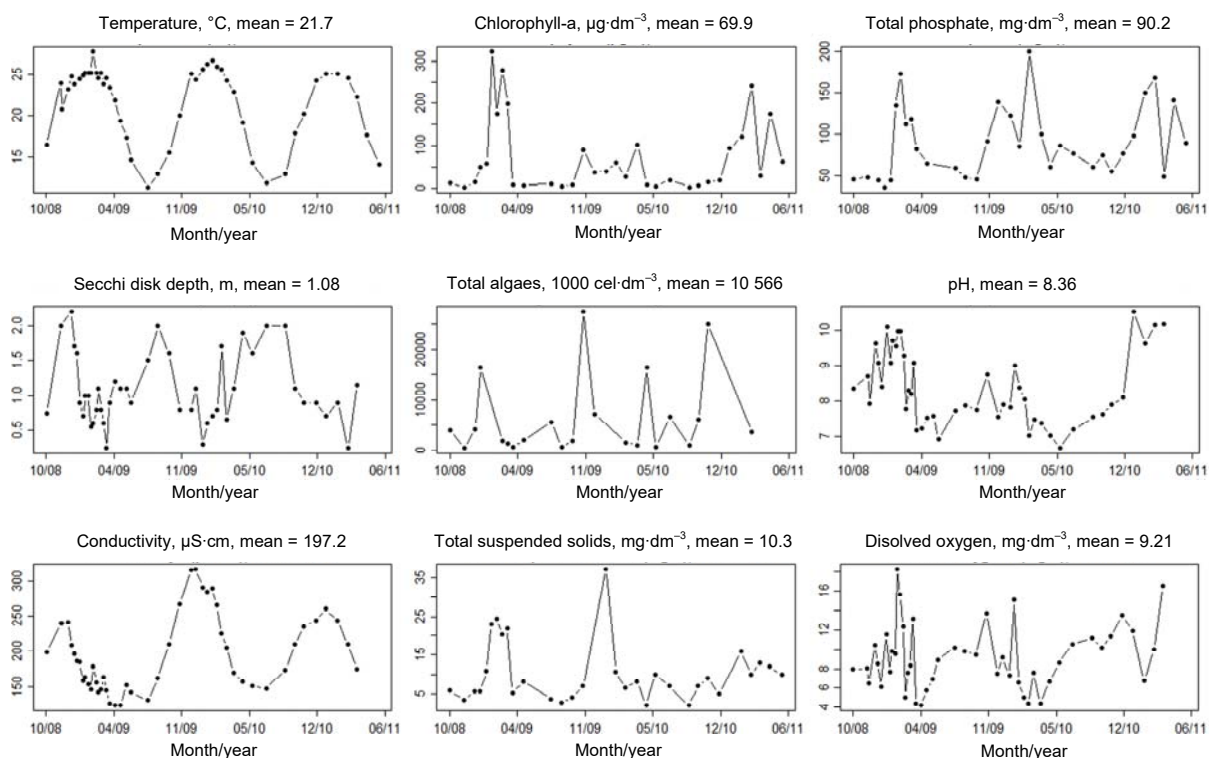 Temperature, °C, mean = 21.7
Chlorophyll-a, µg·dm⁻³, mean = 69.9
Total phosphate, mg·dm⁻³, mean = 90.2
25
15
10/08 04/09 11/09 05/10 12/10 06/11
Month/year
300
100
0
10/08 04/09 11/09 05/10 12/10 06/11
Month/year
200
150
100
50
10/08 04/09 11/09 05/10 12/10 06/11
Month/year
Secchi disk depth, m, mean = 1.08
Total algaes, 1000 cel·dm⁻³, mean = 10 566
pH, mean = 8.36
2.0
1.5
1.0
0.5
10/08 04/09 11/09 05/10 12/10 06/11
Month/year
20000
10000
0
10/08 04/09 11/09 05/10 12/10 06/11
Month/year
10
9
8
7
10/08 04/09 11/09 05/10 12/10 06/11
Month/year
Conductivity, µS·cm, mean = 197.2
Total suspended solids, mg·dm⁻³, mean = 10.3
Disolved oxygen, mg·dm⁻³, mean = 9.21
300
250
200
150
10/08 04/09 11/09 05/10 12/10 06/11
Month/year
35
25
15
5
10/08 04/09 11/09 05/10 12/10 06/11
Month/year
16
12
8
6
4
10/08 04/09 11/09 05/10 12/10 06/11
Month/year